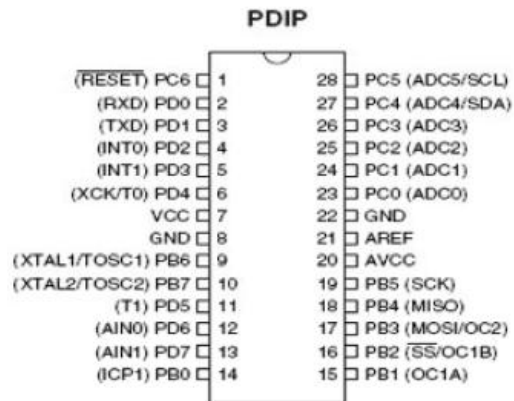 PDIP
(RESET) PC6 1 28 PC5 (ADC5/SCL)
(RXD) PD0 2 27 PC4 (ADC4/SDA)
(TXD) PD1 3 26 PC3 (ADC3)
(INT0) PD2 4 25 PC2 (ADC2)
(INT1) PD3 5 24 PC1 (ADC1)
(XCK/T0) PD4 6 23 PC0 (ADC0)
VCC 7 22 GND
GND 8 21 AREF
(XTAL1/TOSC1) PB6 9 20 AVCC
(XTAL2/TOSC2) PB7 10 19 PB5 (SCK)
(T1) PD5 11 18 PB4 (MISO)
(AIN0) PD6 12 17 PB3 (MOSI/OC2)
(AIN1) PD7 13 16 PB2 (SS/OC1B)
(ICP1) PB0 14 15 PB1 (OC1A)